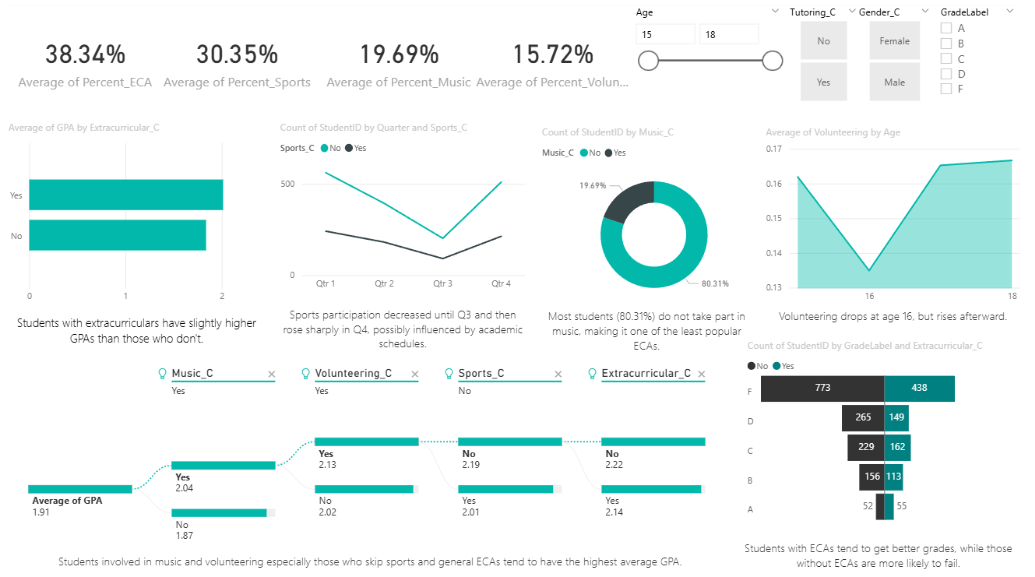 38.34%
Average of Percent_ECA
30.35%
Average of Percent_Sports
19.69%
Average of Percent_Music
15.72%
Average of Percent_Volun...
Age
15
18
Tutoring_C
No
Yes
Gender_C
Female
Male
GradeLabel
A
B
C
D
F
Average of GPA by Extracurricular_C
Yes
No
0
1
2
Students with extracurriculars have slightly higher
GPAs than those who don't.
Count of StudentID by Quarter and Sports_C
Sports_C No Yes
500
0
Qtr 1
Qtr 2
Qtr 3
Qtr 4
Sports participation decreased until Q3 and then
rose sharply in Q4, possibly influenced by academic
schedules.
Count of StudentID by Music_C
Music_C No Yes
19.69%
80.31%
Most students (80.31%) do not take part in
music, making it one of the least popular
ECAs.
Average of Volunteering by Age
0.17
0.16
0.15
0.14
0.13
16
18
Volunteering drops at age 16, but rises afterward.
Music_C
Yes
Volunteering_C
Yes
Sports_C
No
Extracurricular_C
Average of GPA
1.91
Yes
2.04
No
1.87
Yes
2.13
No
2.02
No
2.19
Yes
2.01
No
2.22
Yes
2.14
Students involved in music and volunteering especially those who skip sports and general ECAs tend to have the highest average GPA.
Count of StudentID by GradeLabel and Extracurricular_C
No Yes
F
773
438
D
265
149
C
229
162
B
156
113
A
52
55
Students with ECAs tend to get better grades, while those
without ECAs are more likely to fail.